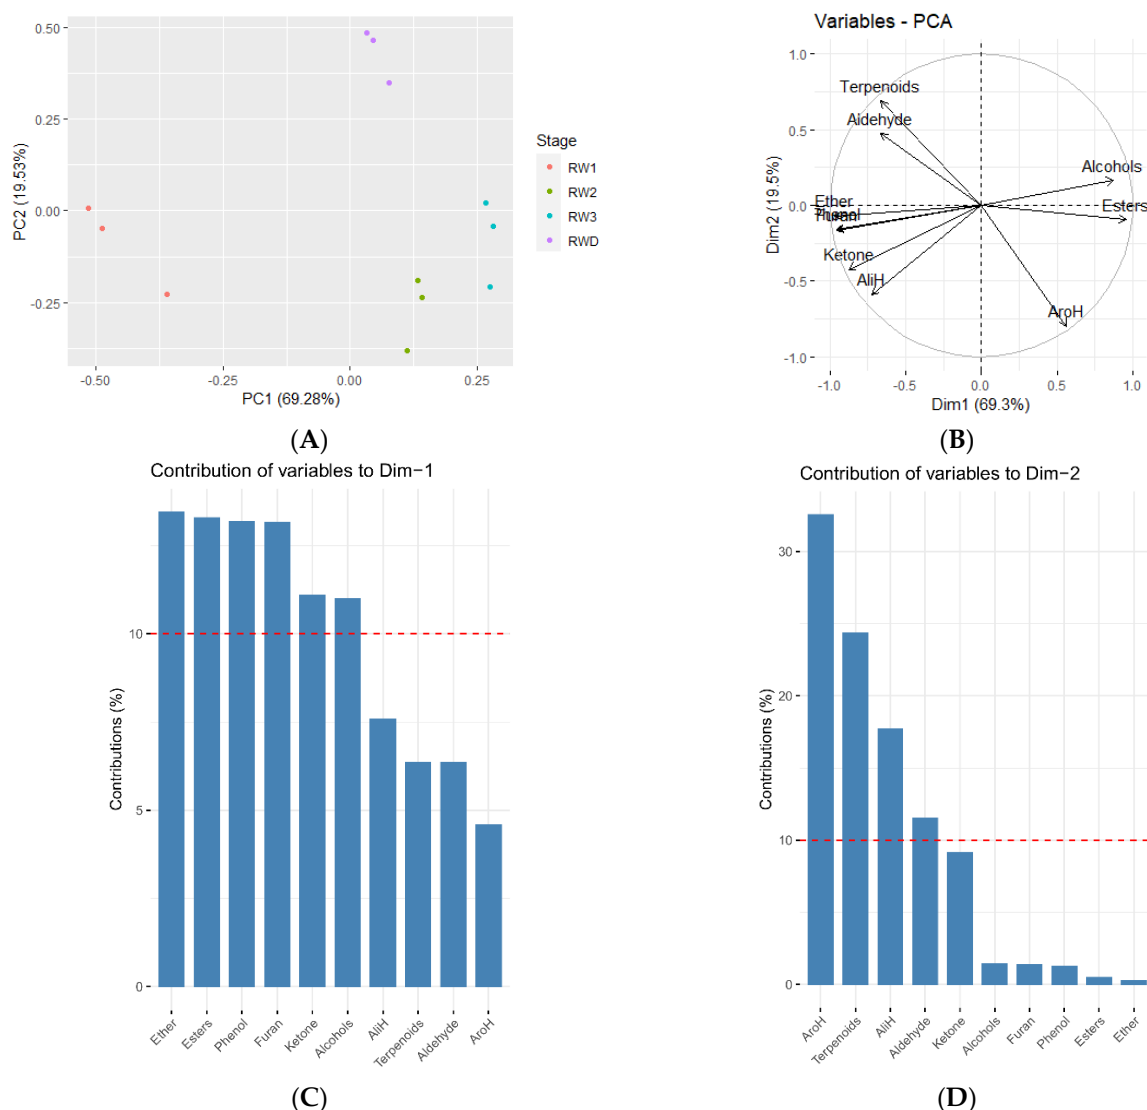 0.50
0.25
0.00
-0.25
PC2 (19.53%)
-0.50
-0.25
0.00
0.25
PC1 (69.28%)
Stage
RW1
RW2
RW3
RWD
(A)
Variables - PCA
1.0
0.5
0.0
-0.5
-1.0
Dim2 (19.5%)
Terpenoids
Aldehyde
Alcohols
Ether
Esters
Furan
Ketone
AliH
AroH
-1.0
-0.5
0.0
0.5
1.0
Dim1 (69.3%)
(B)
Contribution of variables to Dim−1
10
5
0
Contributions (%)
Ether
Esters
Phenol
Furan
Ketone
Alcohols
AliH
Terpenoids
Aldehyde
AroH
(C)
Contribution of variables to Dim−2
30
20
10
0
Contributions (%)
AroH
Terpenoids
AliH
Aldehyde
Ketone
Alcohols
Furan
Phenol
Esters
Ether
(D)